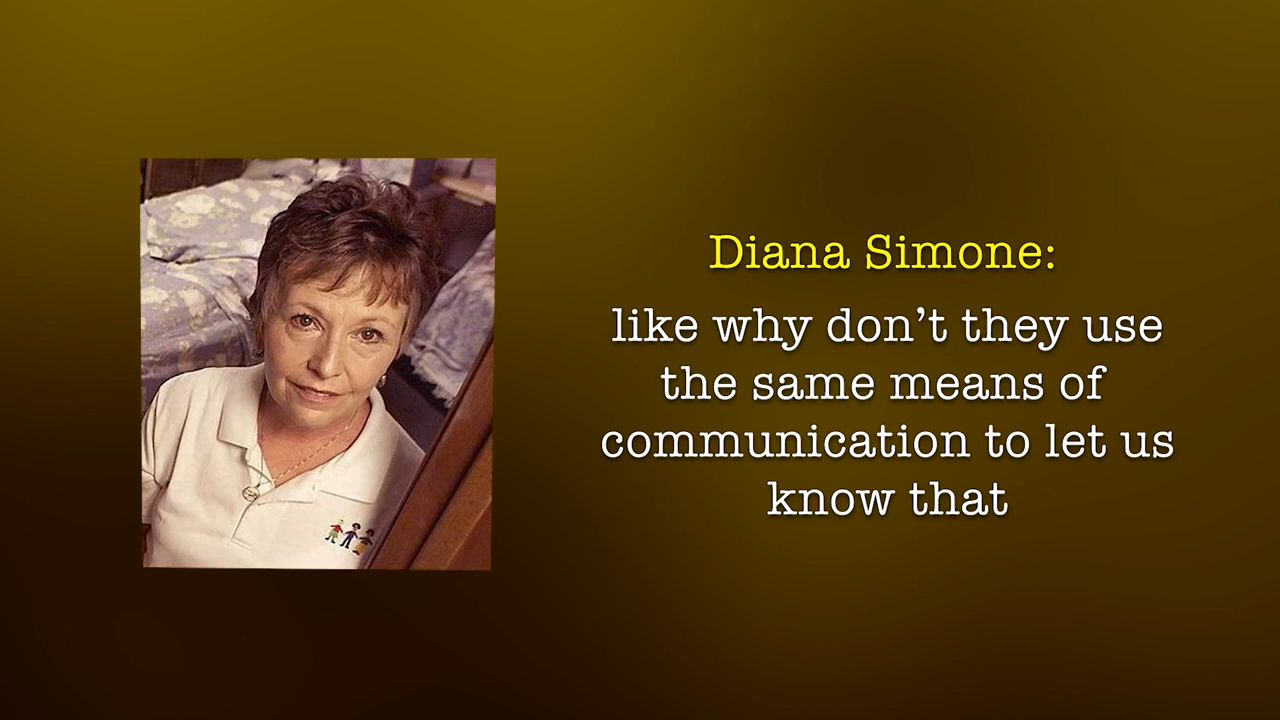 Diana Simone:
like why don’t they use
the same means of
communication to let us
know that